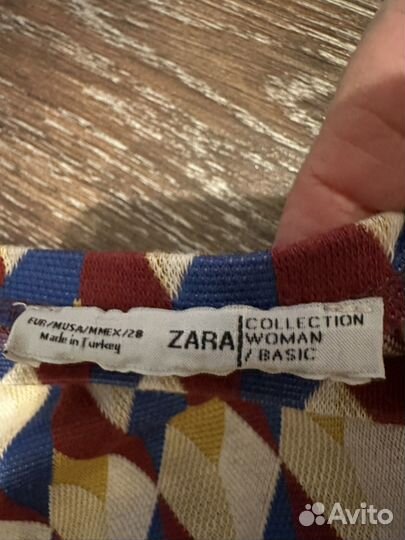 EUR/MUSA/MMEX/28
Made in Turkey
ZARA
COLLECTION
WOMAN
/ BASIC
Avito